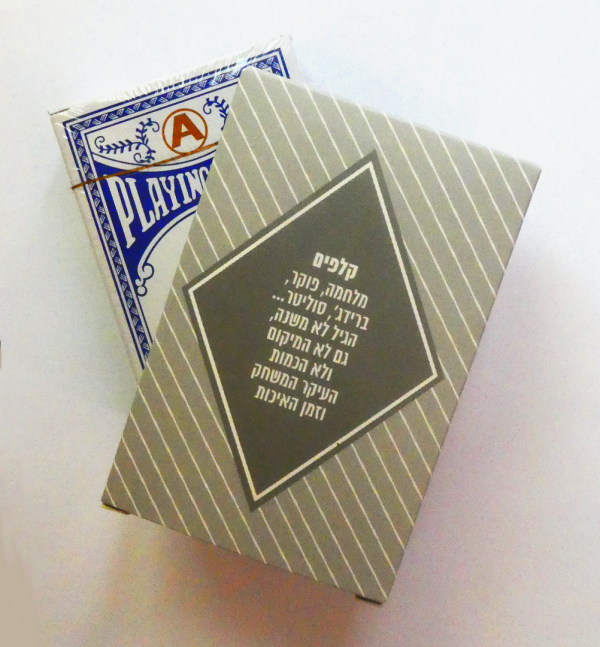 A
PLAYING
קלפים
מלחמה, פוקר,
ברידג', סוליטר...
הגיל לא משנה,
גם לא המיקום
ולא הכמות
העיקר המשחק
וזמן האיכות